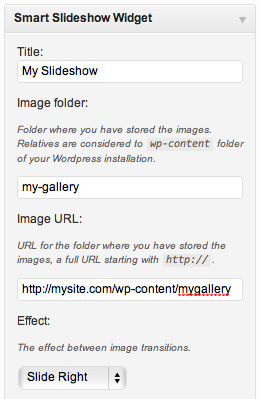 Smart Slideshow Widget
Title:
My Slideshow
Image folder:
Folder where you have stored the images.
Relatives are considered to wp-content folder
of your Wordpress installation.
my-gallery
Image URL:
URL for the folder where you have stored the
images, a full URL starting with http:// .
http://mysite.com/wp-content/mygallery
Effect:
The effect between image transitions.
Slide Right